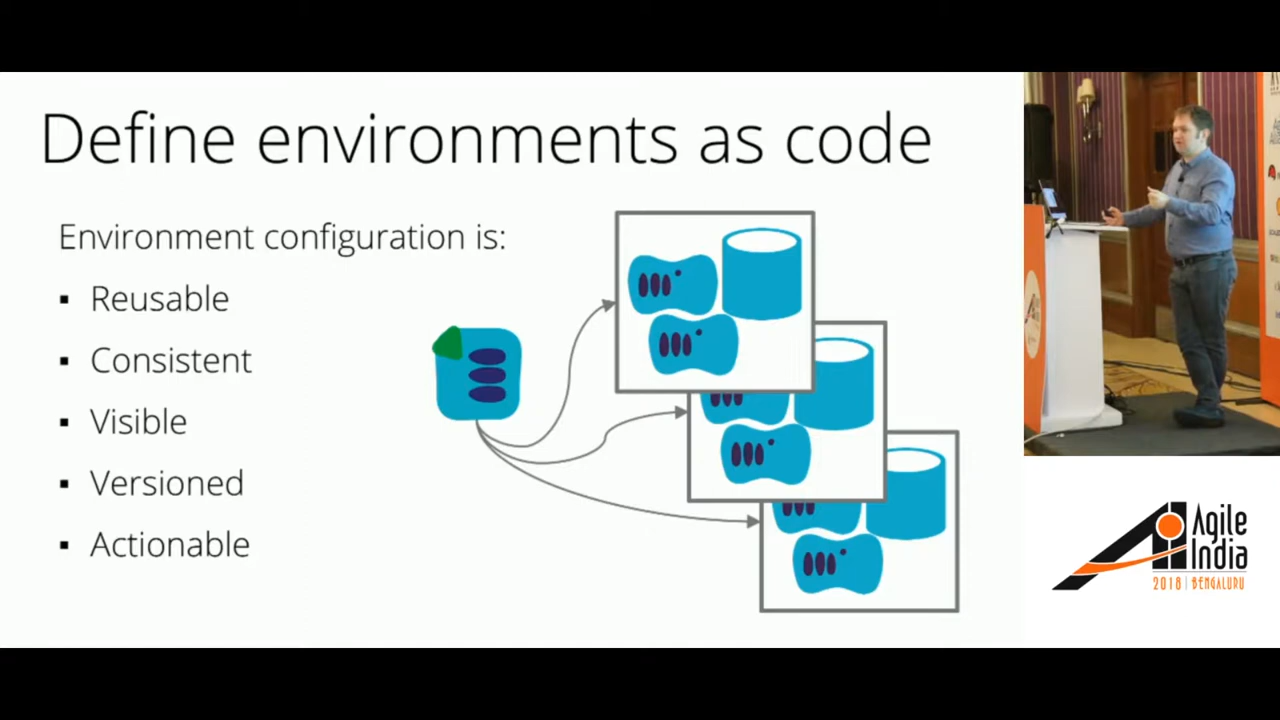 Define environments as code
Environment configuration is:
▪ Reusable
▪ Consistent
▪ Visible
▪ Versioned
▪ Actionable
Agile
India
2018 | BENGALURU